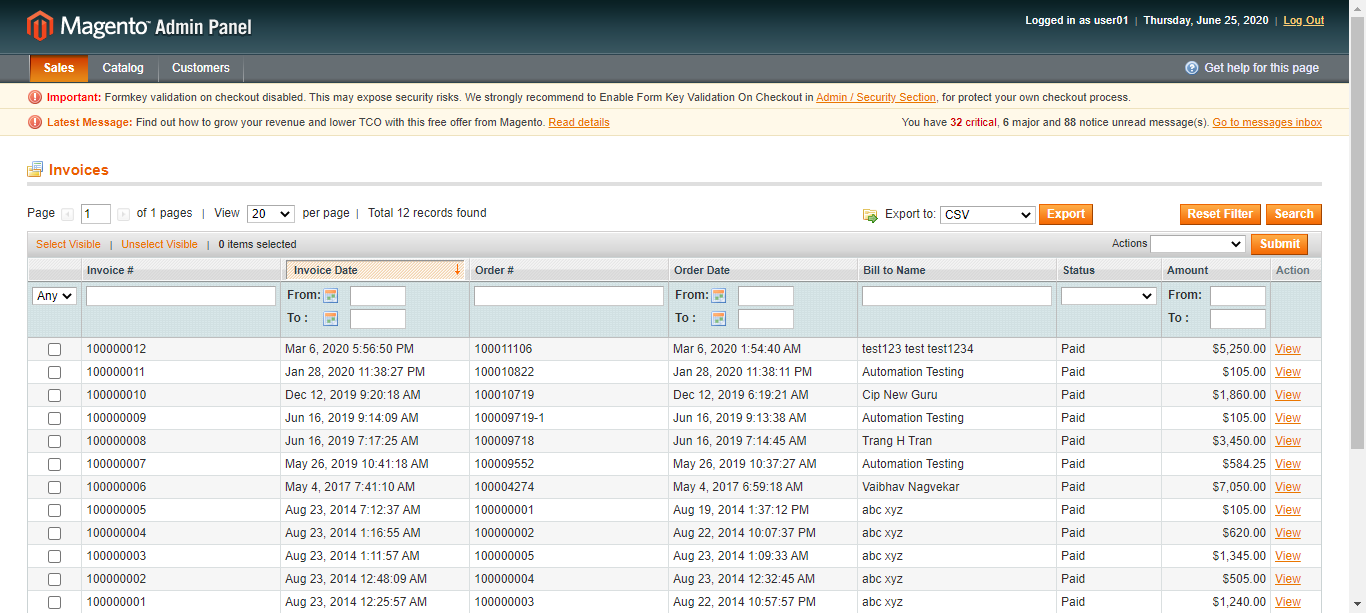 Magento™ Admin Panel
Logged in as user01 | Thursday, June 25, 2020 | Log Out
Sales Catalog Customers Get help for this page
Important: Formkey validation on checkout disabled. This may expose security risks. We strongly recommend to Enable Form Key Validation On Checkout in Admin / Security Section, for protect your own checkout process.
Latest Message: Find out how to grow your revenue and lower TCO with this free offer from Magento. Read details You have 32 critical, 6 major and 88 notice unread message(s). Go to messages inbox
Invoices
Page 1 of 1 pages | View 20 per page | Total 12 records found Export to: CSV Export Reset Filter Search
Select Visible | Unselect Visible | 0 items selected Actions Submit
Invoice # Invoice Date Order # Order Date Bill to Name Status Amount Action
Any From: From: From:
To : To : To :
100000012 Mar 6, 2020 5:56:50 PM 100011106 Mar 6, 2020 1:54:40 AM test123 test test1234 Paid $5,250.00 View
100000011 Jan 28, 2020 11:38:27 PM 100010822 Jan 28, 2020 11:38:11 PM Automation Testing Paid $105.00 View
100000010 Dec 12, 2019 9:20:18 AM 100010719 Dec 12, 2019 6:19:21 AM Cip New Guru Paid $1,860.00 View
100000009 Jun 16, 2019 9:14:09 AM 100009719-1 Jun 16, 2019 9:13:38 AM Automation Testing Paid $105.00 View
100000008 Jun 16, 2019 7:17:25 AM 100009718 Jun 16, 2019 7:14:45 AM Trang H Tran Paid $3,450.00 View
100000007 May 26, 2019 10:41:18 AM 100009552 May 26, 2019 10:37:27 AM Automation Testing Paid $584.25 View
100000006 May 4, 2017 7:41:10 AM 100004274 May 4, 2017 6:59:18 AM Vaibhav Nagvekar Paid $7,050.00 View
100000005 Aug 23, 2014 7:12:37 AM 100000001 Aug 19, 2014 1:37:12 PM abc xyz Paid $105.00 View
100000004 Aug 23, 2014 1:16:55 AM 100000002 Aug 22, 2014 10:07:37 PM abc xyz Paid $620.00 View
100000003 Aug 23, 2014 1:11:57 AM 100000005 Aug 23, 2014 1:09:33 AM abc xyz Paid $1,345.00 View
100000002 Aug 23, 2014 12:48:09 AM 100000004 Aug 23, 2014 12:32:45 AM abc xyz Paid $505.00 View
100000001 Aug 23, 2014 12:25:57 AM 100000003 Aug 22, 2014 10:57:57 PM abc xyz Paid $1,240.00 View